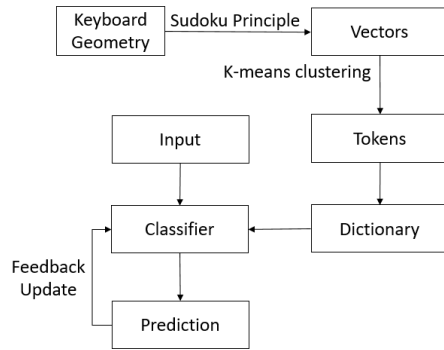 Keyboard
Geometry
Sudoku Principle
Vectors
K-means clustering
Input
Tokens
Classifier
Dictionary
Feedback
Update
Prediction